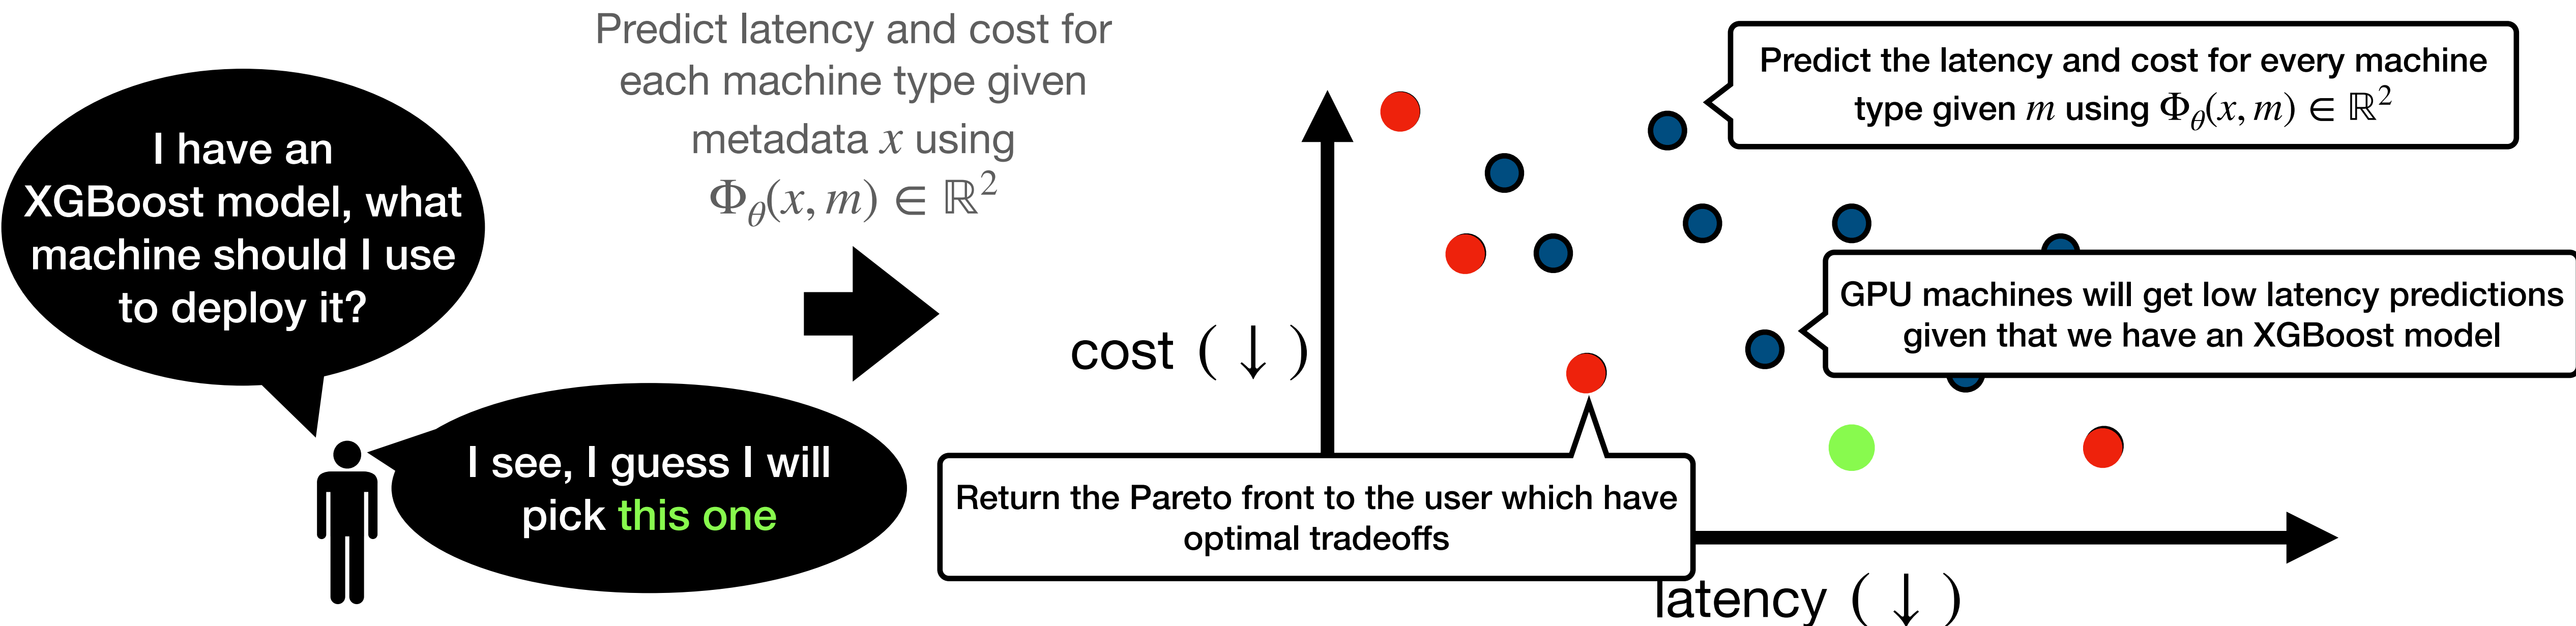 I have an
XGBoost model, what
machine should I use
to deploy it?
I see, I guess I will
pick this one
Predict latency and cost for
each machine type given
metadata x using
Φ_θ(x, m) ∈ ℝ²
cost ( ↓ )
Predict the latency and cost for every machine
type given m using Φ_θ(x, m) ∈ ℝ²
GPU machines will get low latency predictions
given that we have an XGBoost model
Return the Pareto front to the user which have
optimal tradeoffs
latency ( ↓ )